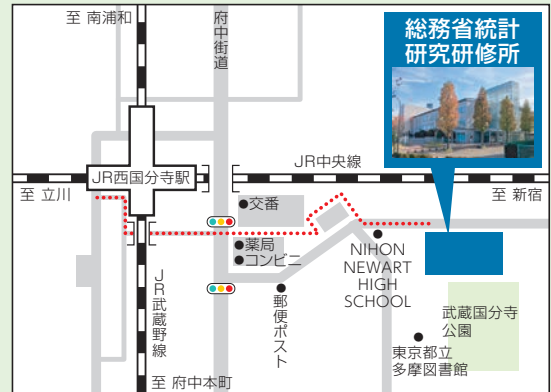 至 南浦和
府中街道
総務省統計
研究研修所
JR中央線
JR西国分寺駅
至 立川
至 新宿
●交番
●薬局
●コンビニ
NIHON
NEWART
HIGH
SCHOOL
JR武蔵野線
郵便ポスト
武蔵国分寺
公園
東京都立
多摩図書館
至 府中本町